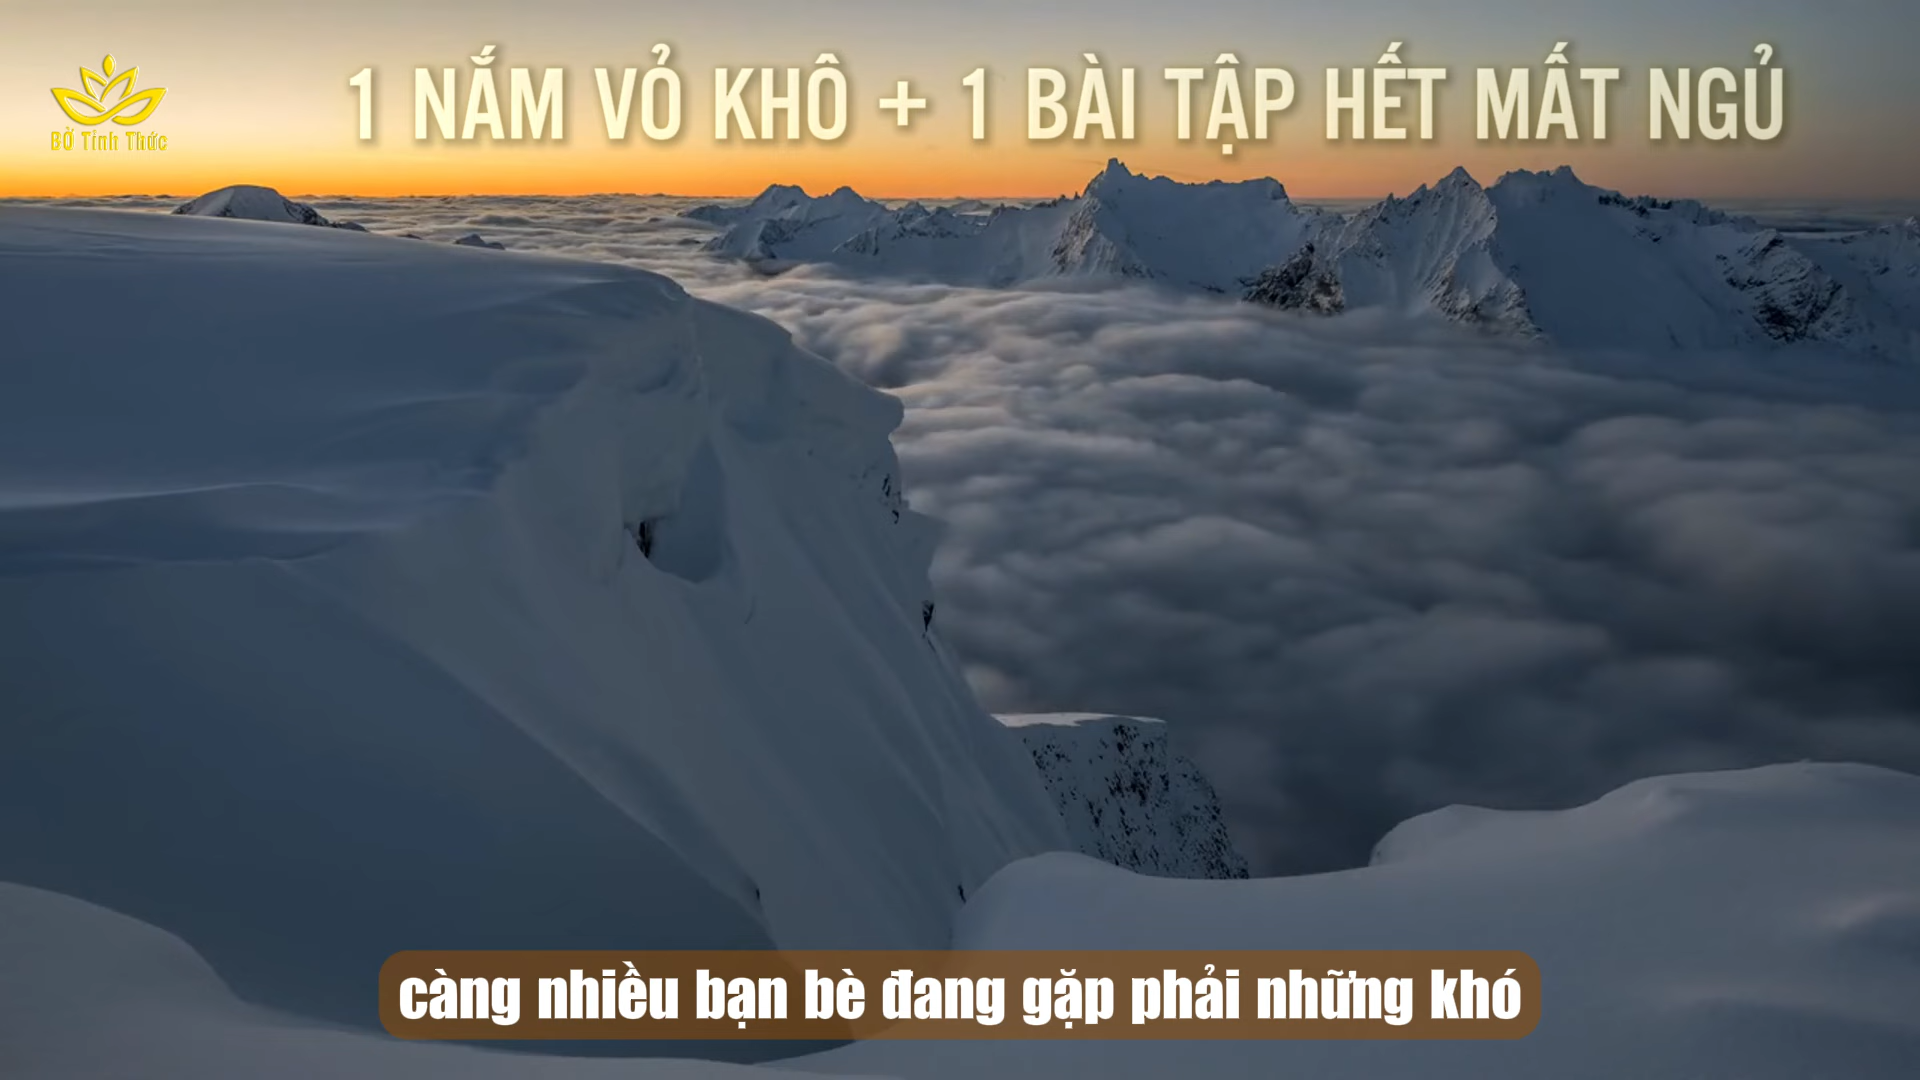 1 NẮM VỎ KHÔ + 1 BÀI TẬP HẾT MẤT NGỦ
BỜ Tỉnh Thức
càng nhiều bạn bè đang gặp phải những khó